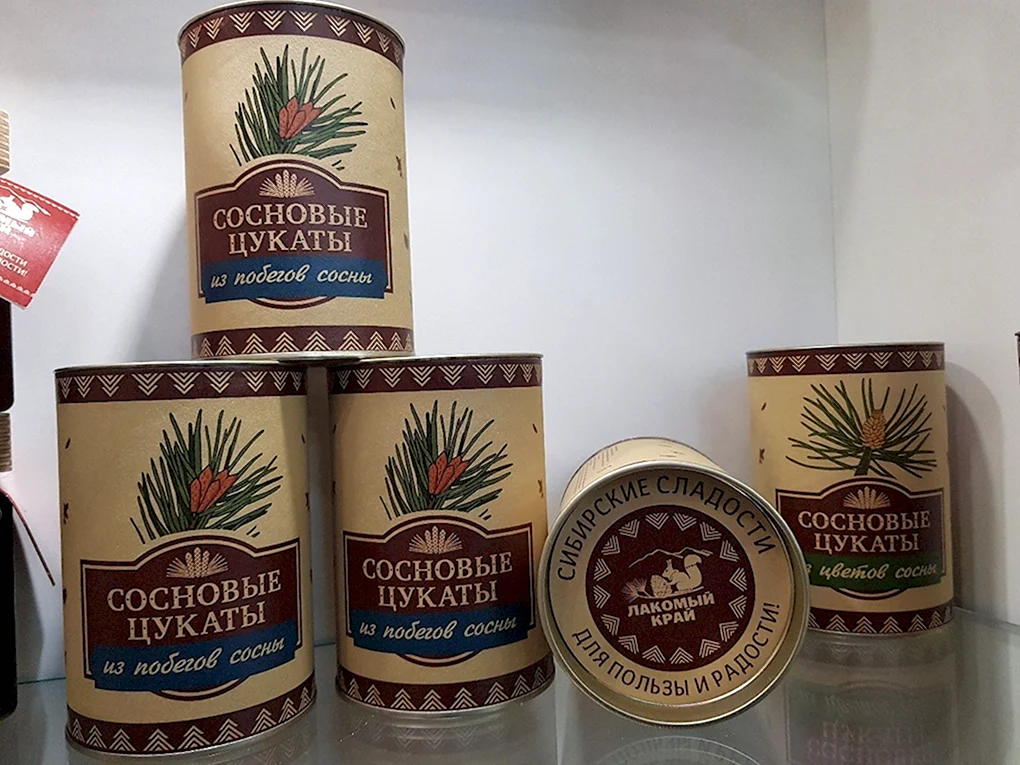 СОСНОВЫЕ
ЦУКАТЫ
из побегов сосны
СОСНОВЫЕ
ЦУКАТЫ
из побегов сосны
СОСНОВЫЕ
ЦУКАТЫ
из побегов сосны
СИБИРСКИЕ СЛАДОСТИ
ЛАКОМЫЙ
КРАЙ
ДЛЯ ПОЛЬЗЫ И РАДОСТИ!
СОСНОВЫЕ
ЦУКАТЫ
цветов сосны